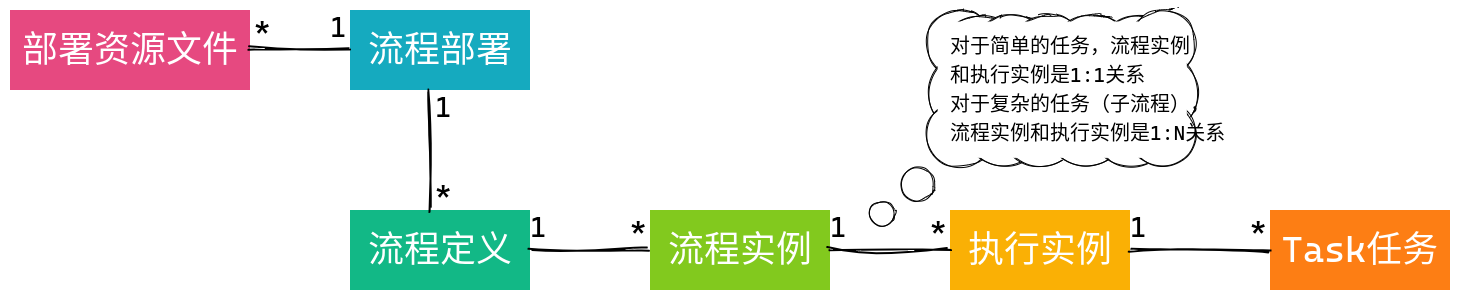 部署资源文件
*
1
流程部署
对于简单的任务，流程实例
和执行实例是1:1关系
对于复杂的任务（子流程）
流程实例和执行实例是1:N关系
1
*
流程定义
1
*
流程实例
1
*
执行实例
1
*
Task任务